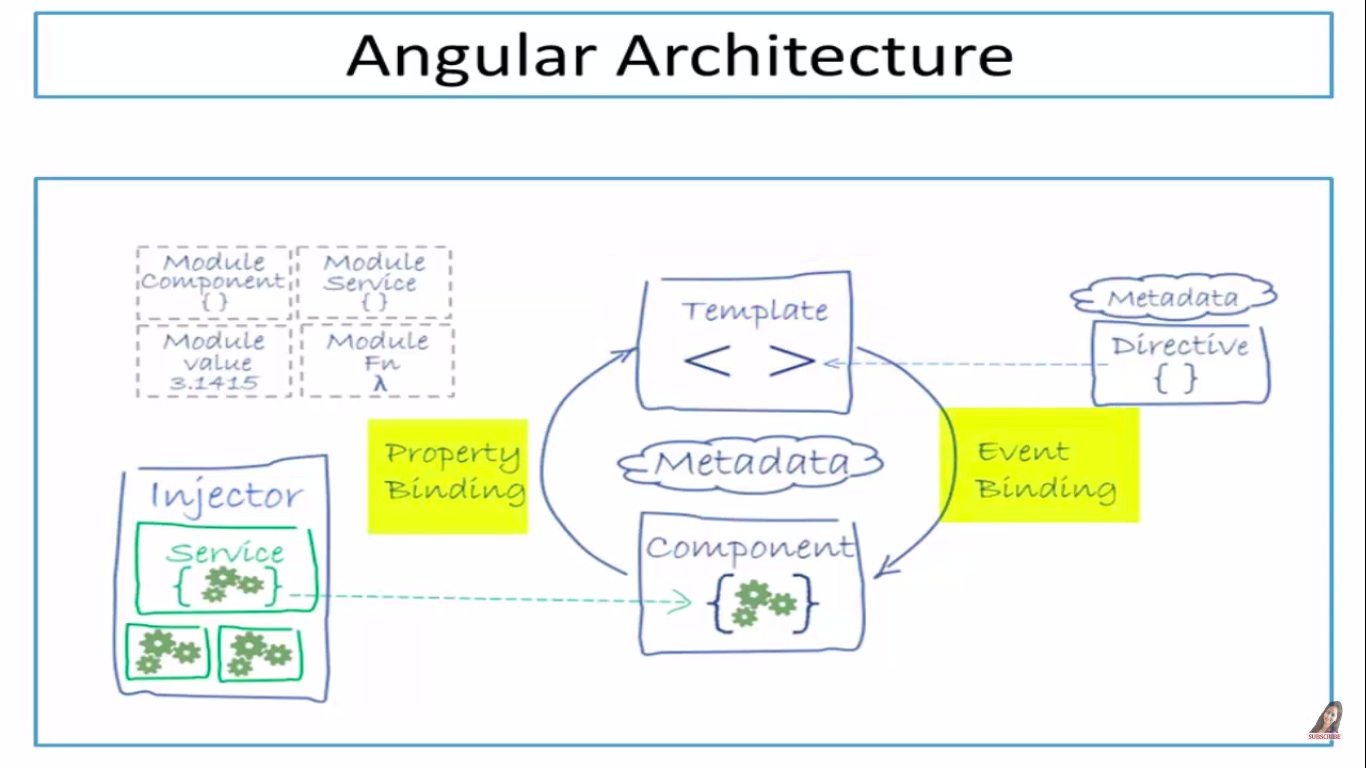 Angular Architecture
Module
Component
{ }
Module
Service
{ }
Module
value
3.1415
Module
Fn
λ
Template
< >
Metadata
Directive
{ }
Property
Binding
Metadata
Event
Binding
Injector
Service
{ }
Component
{ }
SUBSCRIBE